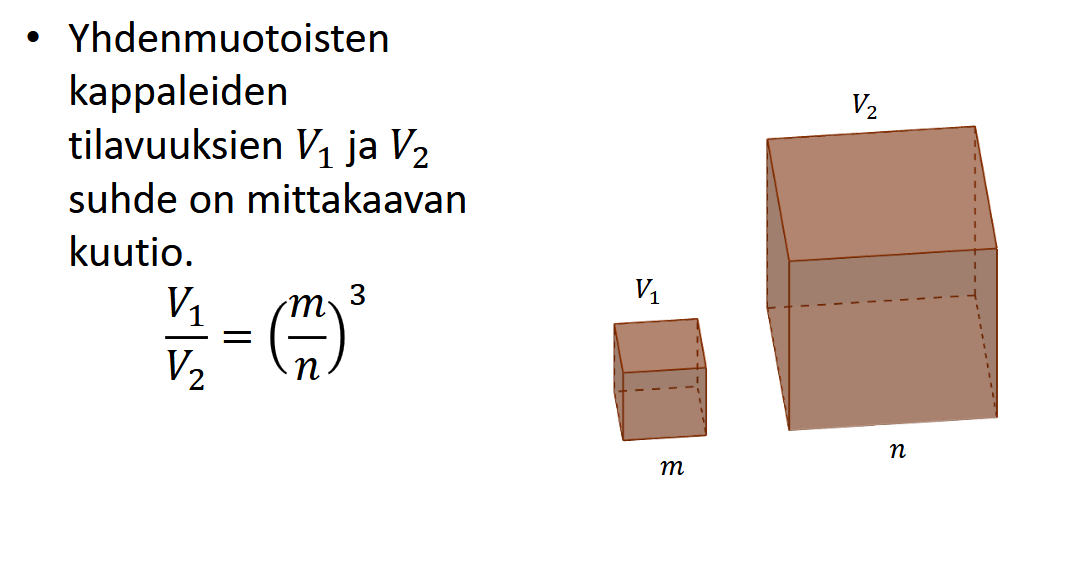 • Yhdenmuotoisten
kappaleiden
tilavuuksien V₁ ja V₂
suhde on mittakaavan
kuutio.
V₁/V₂ = (m/n)³
V₁
m
V₂
n